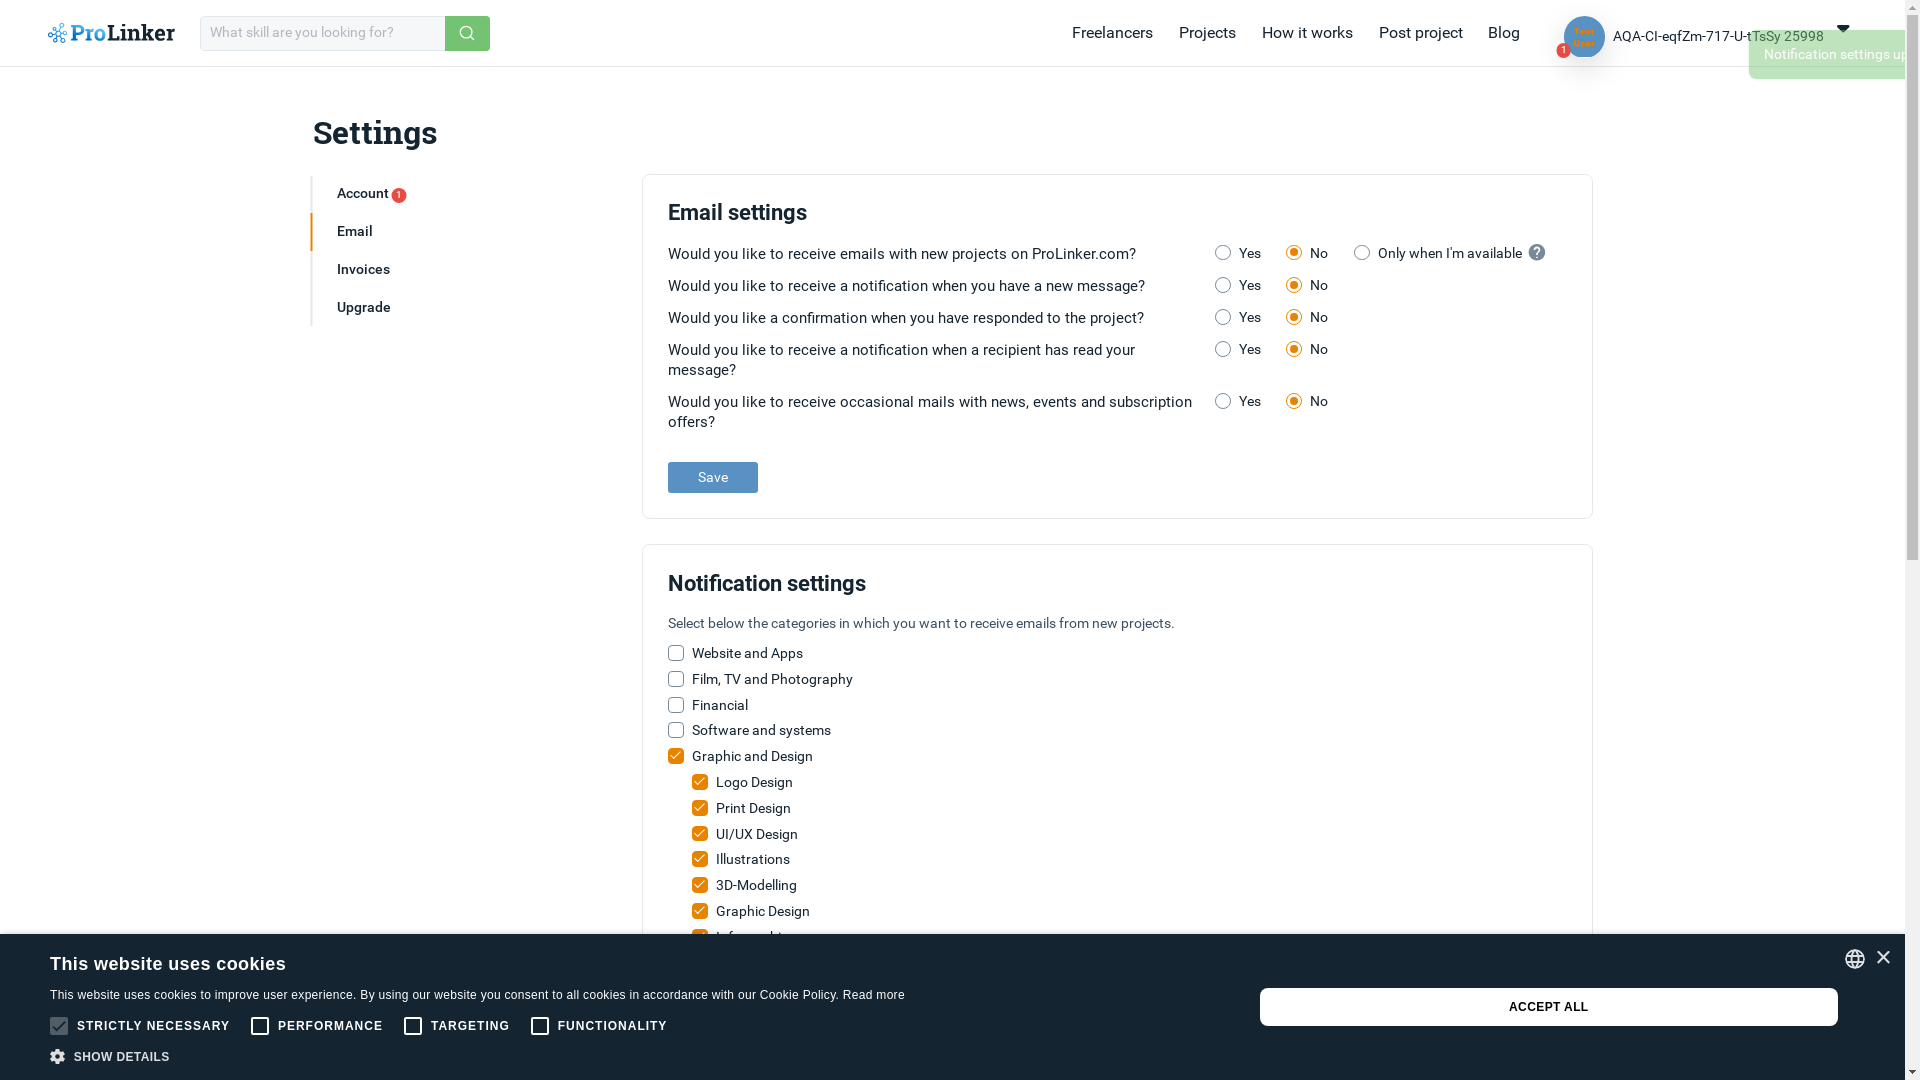 ProLinker
What skill are you looking for?
Freelancers
Projects
How it works
Post project
Blog
Test
User
1
AQA-CI-eqfZm-717-U-tTsSy 25998
Notification settings up
Settings
Account 1
Email
Invoices
Upgrade
Email settings
Would you like to receive emails with new projects on ProLinker.com?
Yes
No
Only when I'm available
?
Would you like to receive a notification when you have a new message?
Yes
No
Would you like a confirmation when you have responded to the project?
Yes
No
Would you like to receive a notification when a recipient has read your
message?
Yes
No
Would you like to receive occasional mails with news, events and subscription
offers?
Yes
No
Save
Notification settings
Select below the categories in which you want to receive emails from new projects.
Website and Apps
Film, TV and Photography
Financial
Software and systems
Graphic and Design
Logo Design
Print Design
UI/UX Design
Illustrations
3D-Modelling
Graphic Design
This website uses cookies
This website uses cookies to improve user experience. By using our website you consent to all cookies in accordance with our Cookie Policy. Read more
STRICTLY NECESSARY
PERFORMANCE
TARGETING
FUNCTIONALITY
SHOW DETAILS
ACCEPT ALL